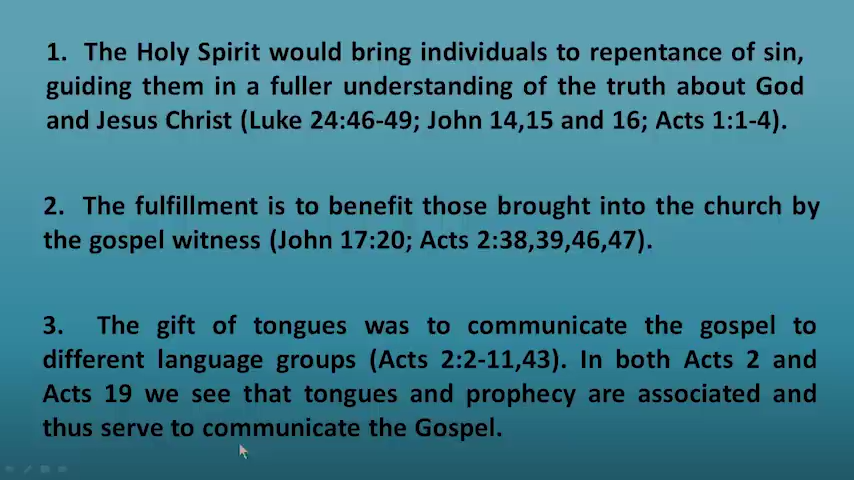 1. The Holy Spirit would bring individuals to repentance of sin,
guiding them in a fuller understanding of the truth about God
and Jesus Christ (Luke 24:46-49; John 14,15 and 16; Acts 1:1-4).
2. The fulfillment is to benefit those brought into the church by
the gospel witness (John 17:20; Acts 2:38,39,46,47).
3. The gift of tongues was to communicate the gospel to
different language groups (Acts 2:2-11,43). In both Acts 2 and
Acts 19 we see that tongues and prophecy are associated and
thus serve to communicate the Gospel.